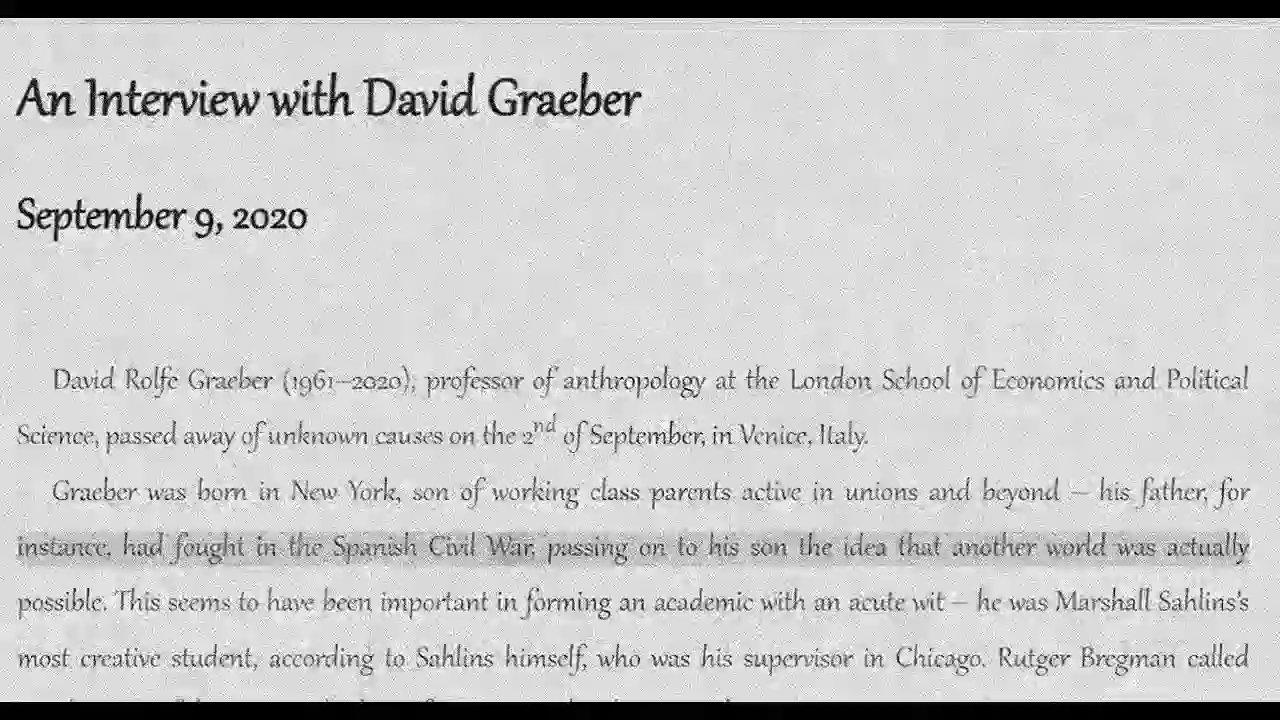 An Interview with David Graeber
September 9, 2020
David Rolfe Graeber (1961–2020), professor of anthropology at the London School of Economics and Political
Science, passed away of unknown causes on the 2nd of September, in Venice, Italy.
Graeber was born in New York, son of working class parents active in unions and beyond – his father, for
instance, had fought in the Spanish Civil War, passing on to his son the idea that another world was actually
possible. This seems to have been important in forming an academic with an acute wit – he was Marshall Sahlins's
most creative student, according to Sahlins himself, who was his supervisor in Chicago. Rutger Bregman called